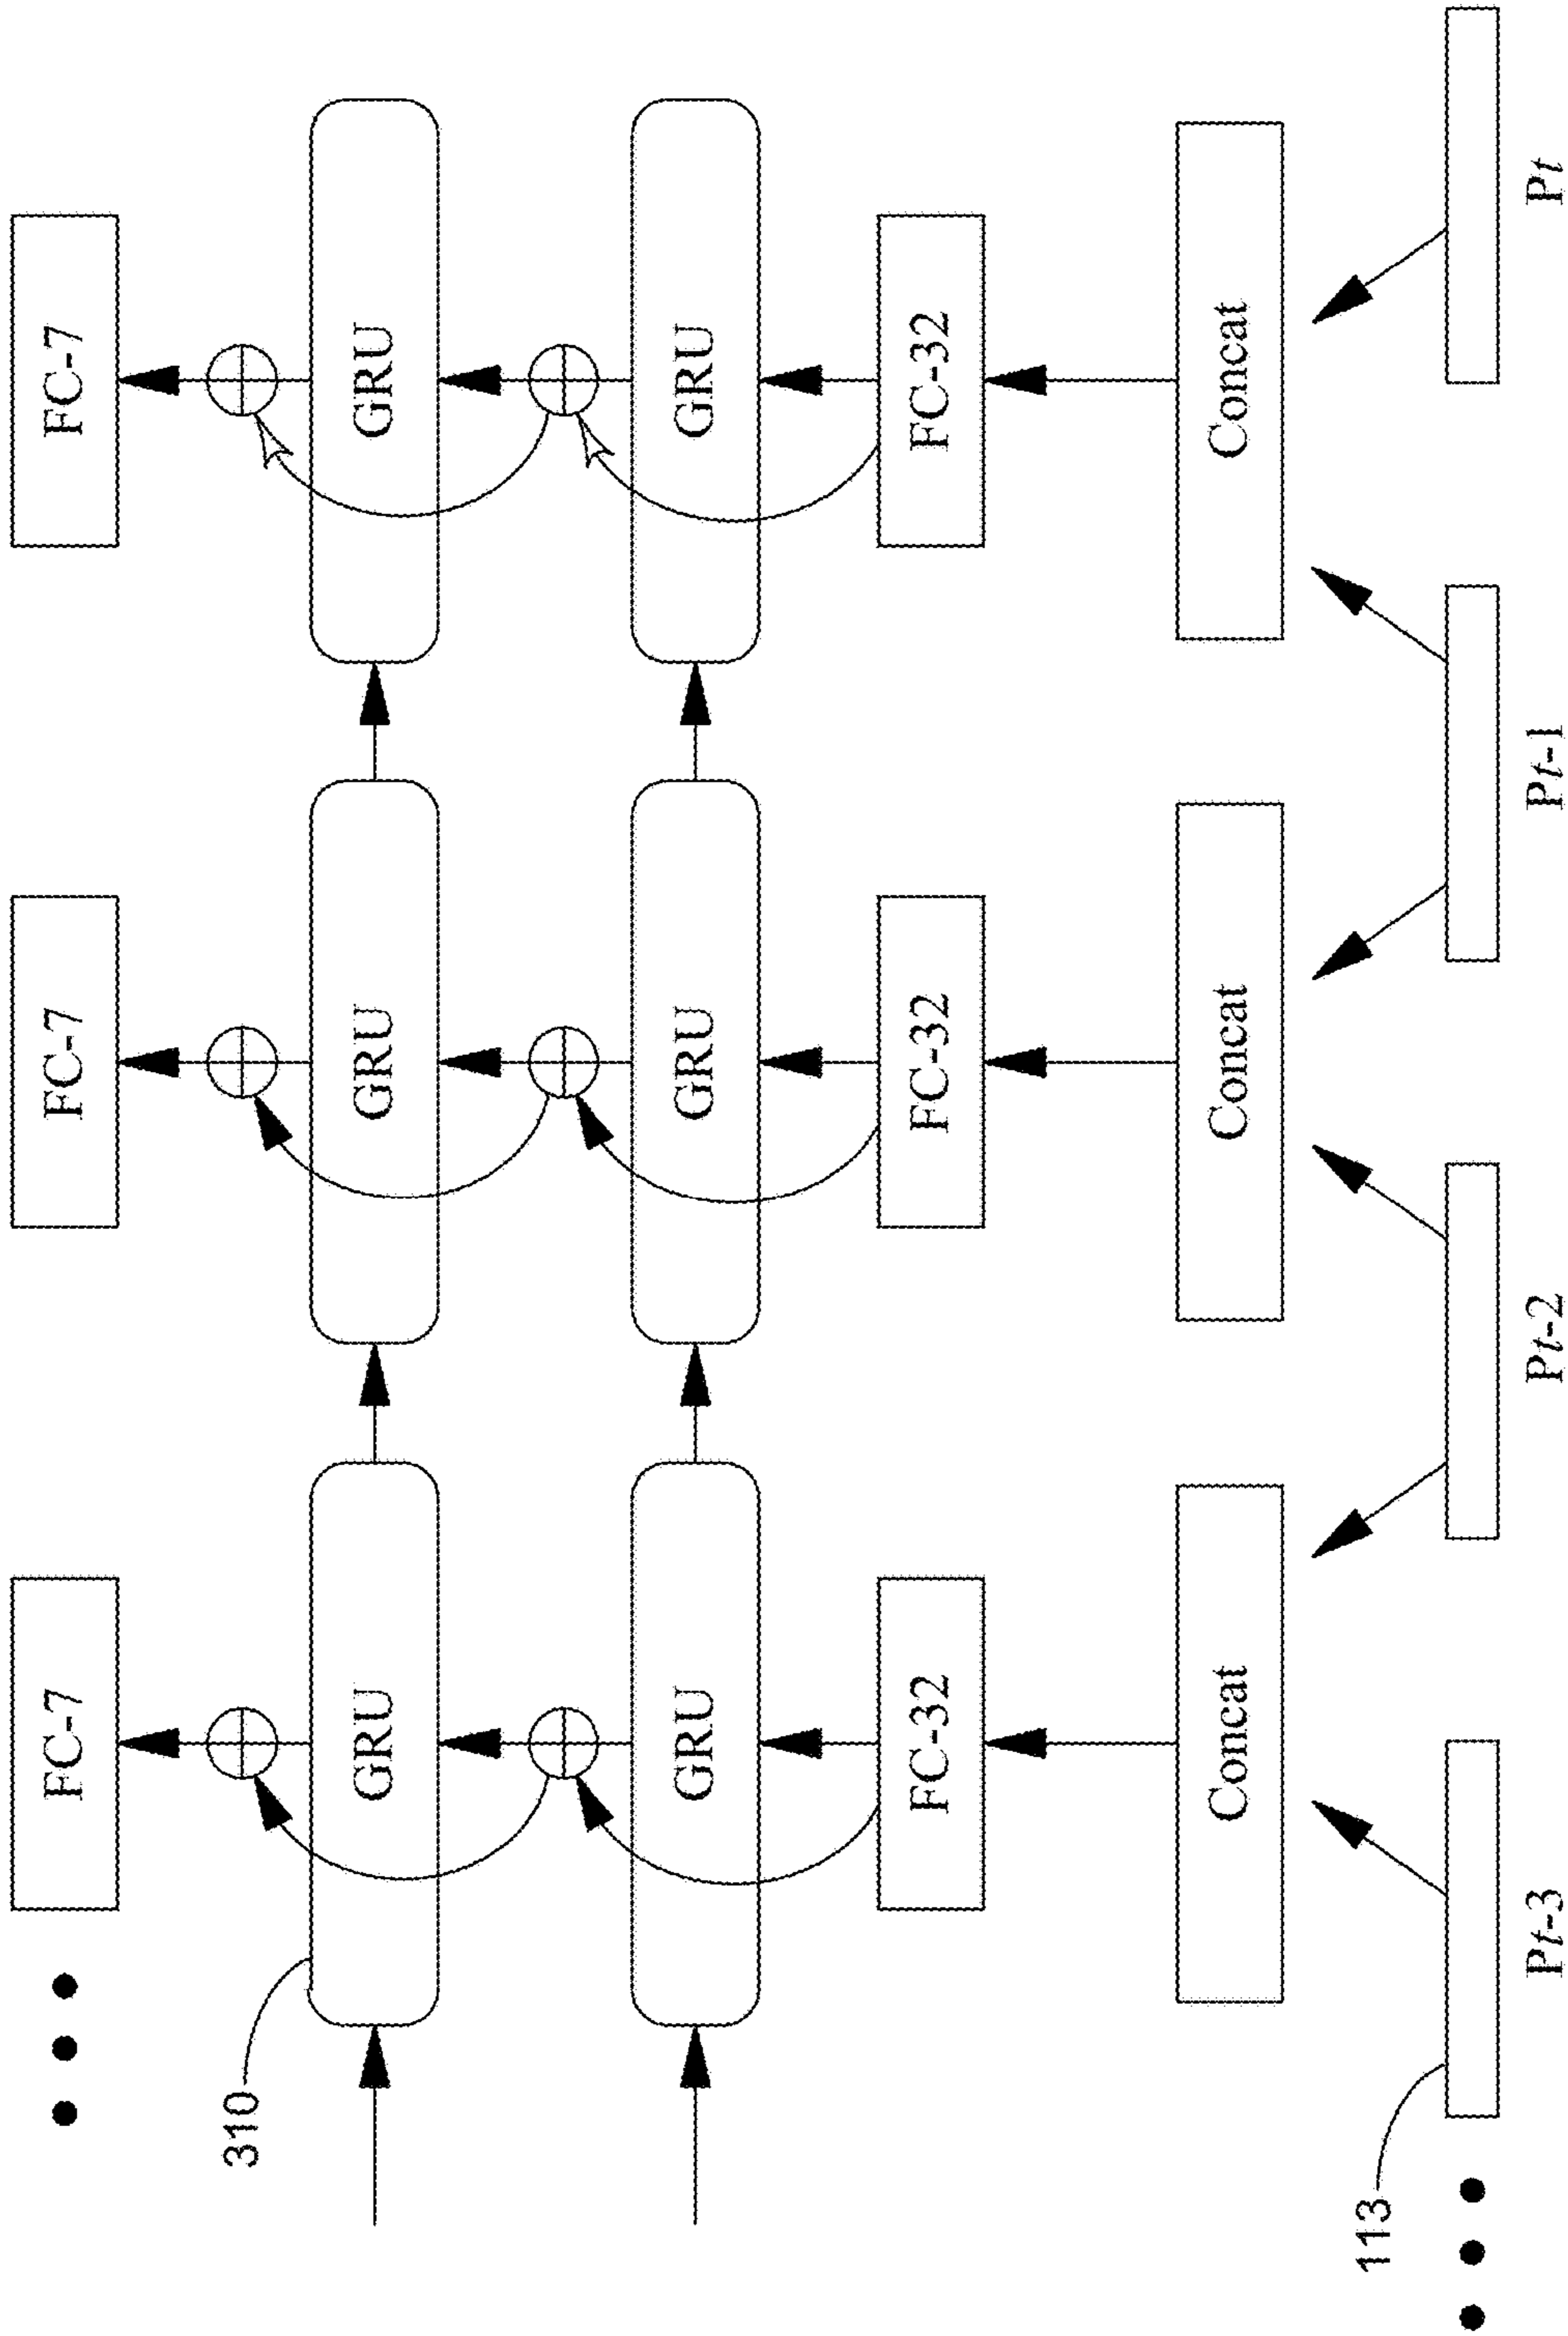 FC-7 FC-7 FC-7
310
GRU GRU GRU
GRU GRU GRU
FC-32 FC-32 FC-32
Concat Concat Concat
113
Pt-3 Pt-2 Pt-1 Pt